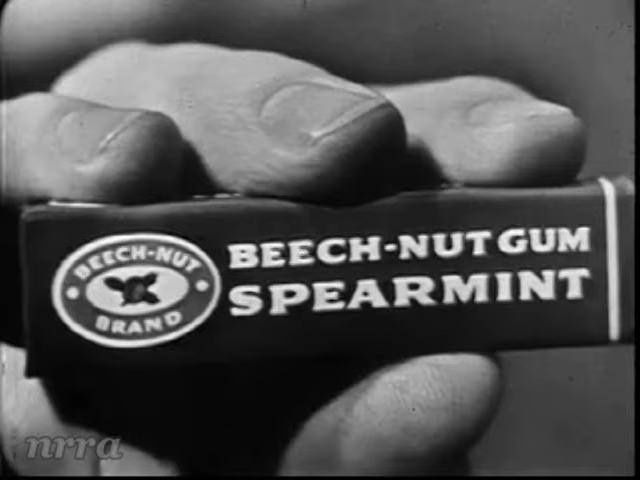 BEECH-NUT
BRAND
BEECH-NUT GUM
SPEARMINT
nrra